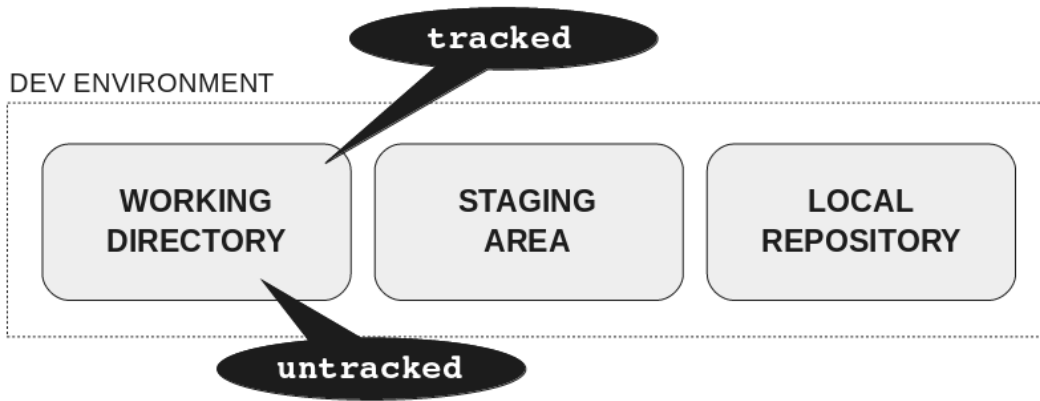 tracked
DEV ENVIRONMENT
WORKING
DIRECTORY
STAGING
AREA
LOCAL
REPOSITORY
untracked